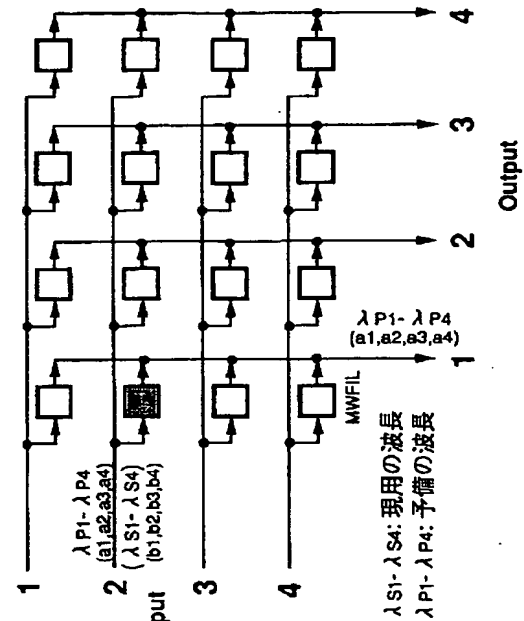 1
2
3
4
λP1-λP4
(a1,a2,a3,a4)
(λS1-λS4)
(b1,b2,b3,b4)
put
MWFIL
λP1-λP4
(a1,a2,a3,a4)
1
2
3
4
Output
λS1-λS4: 現用の波長
λP1-λP4: 予備の波長